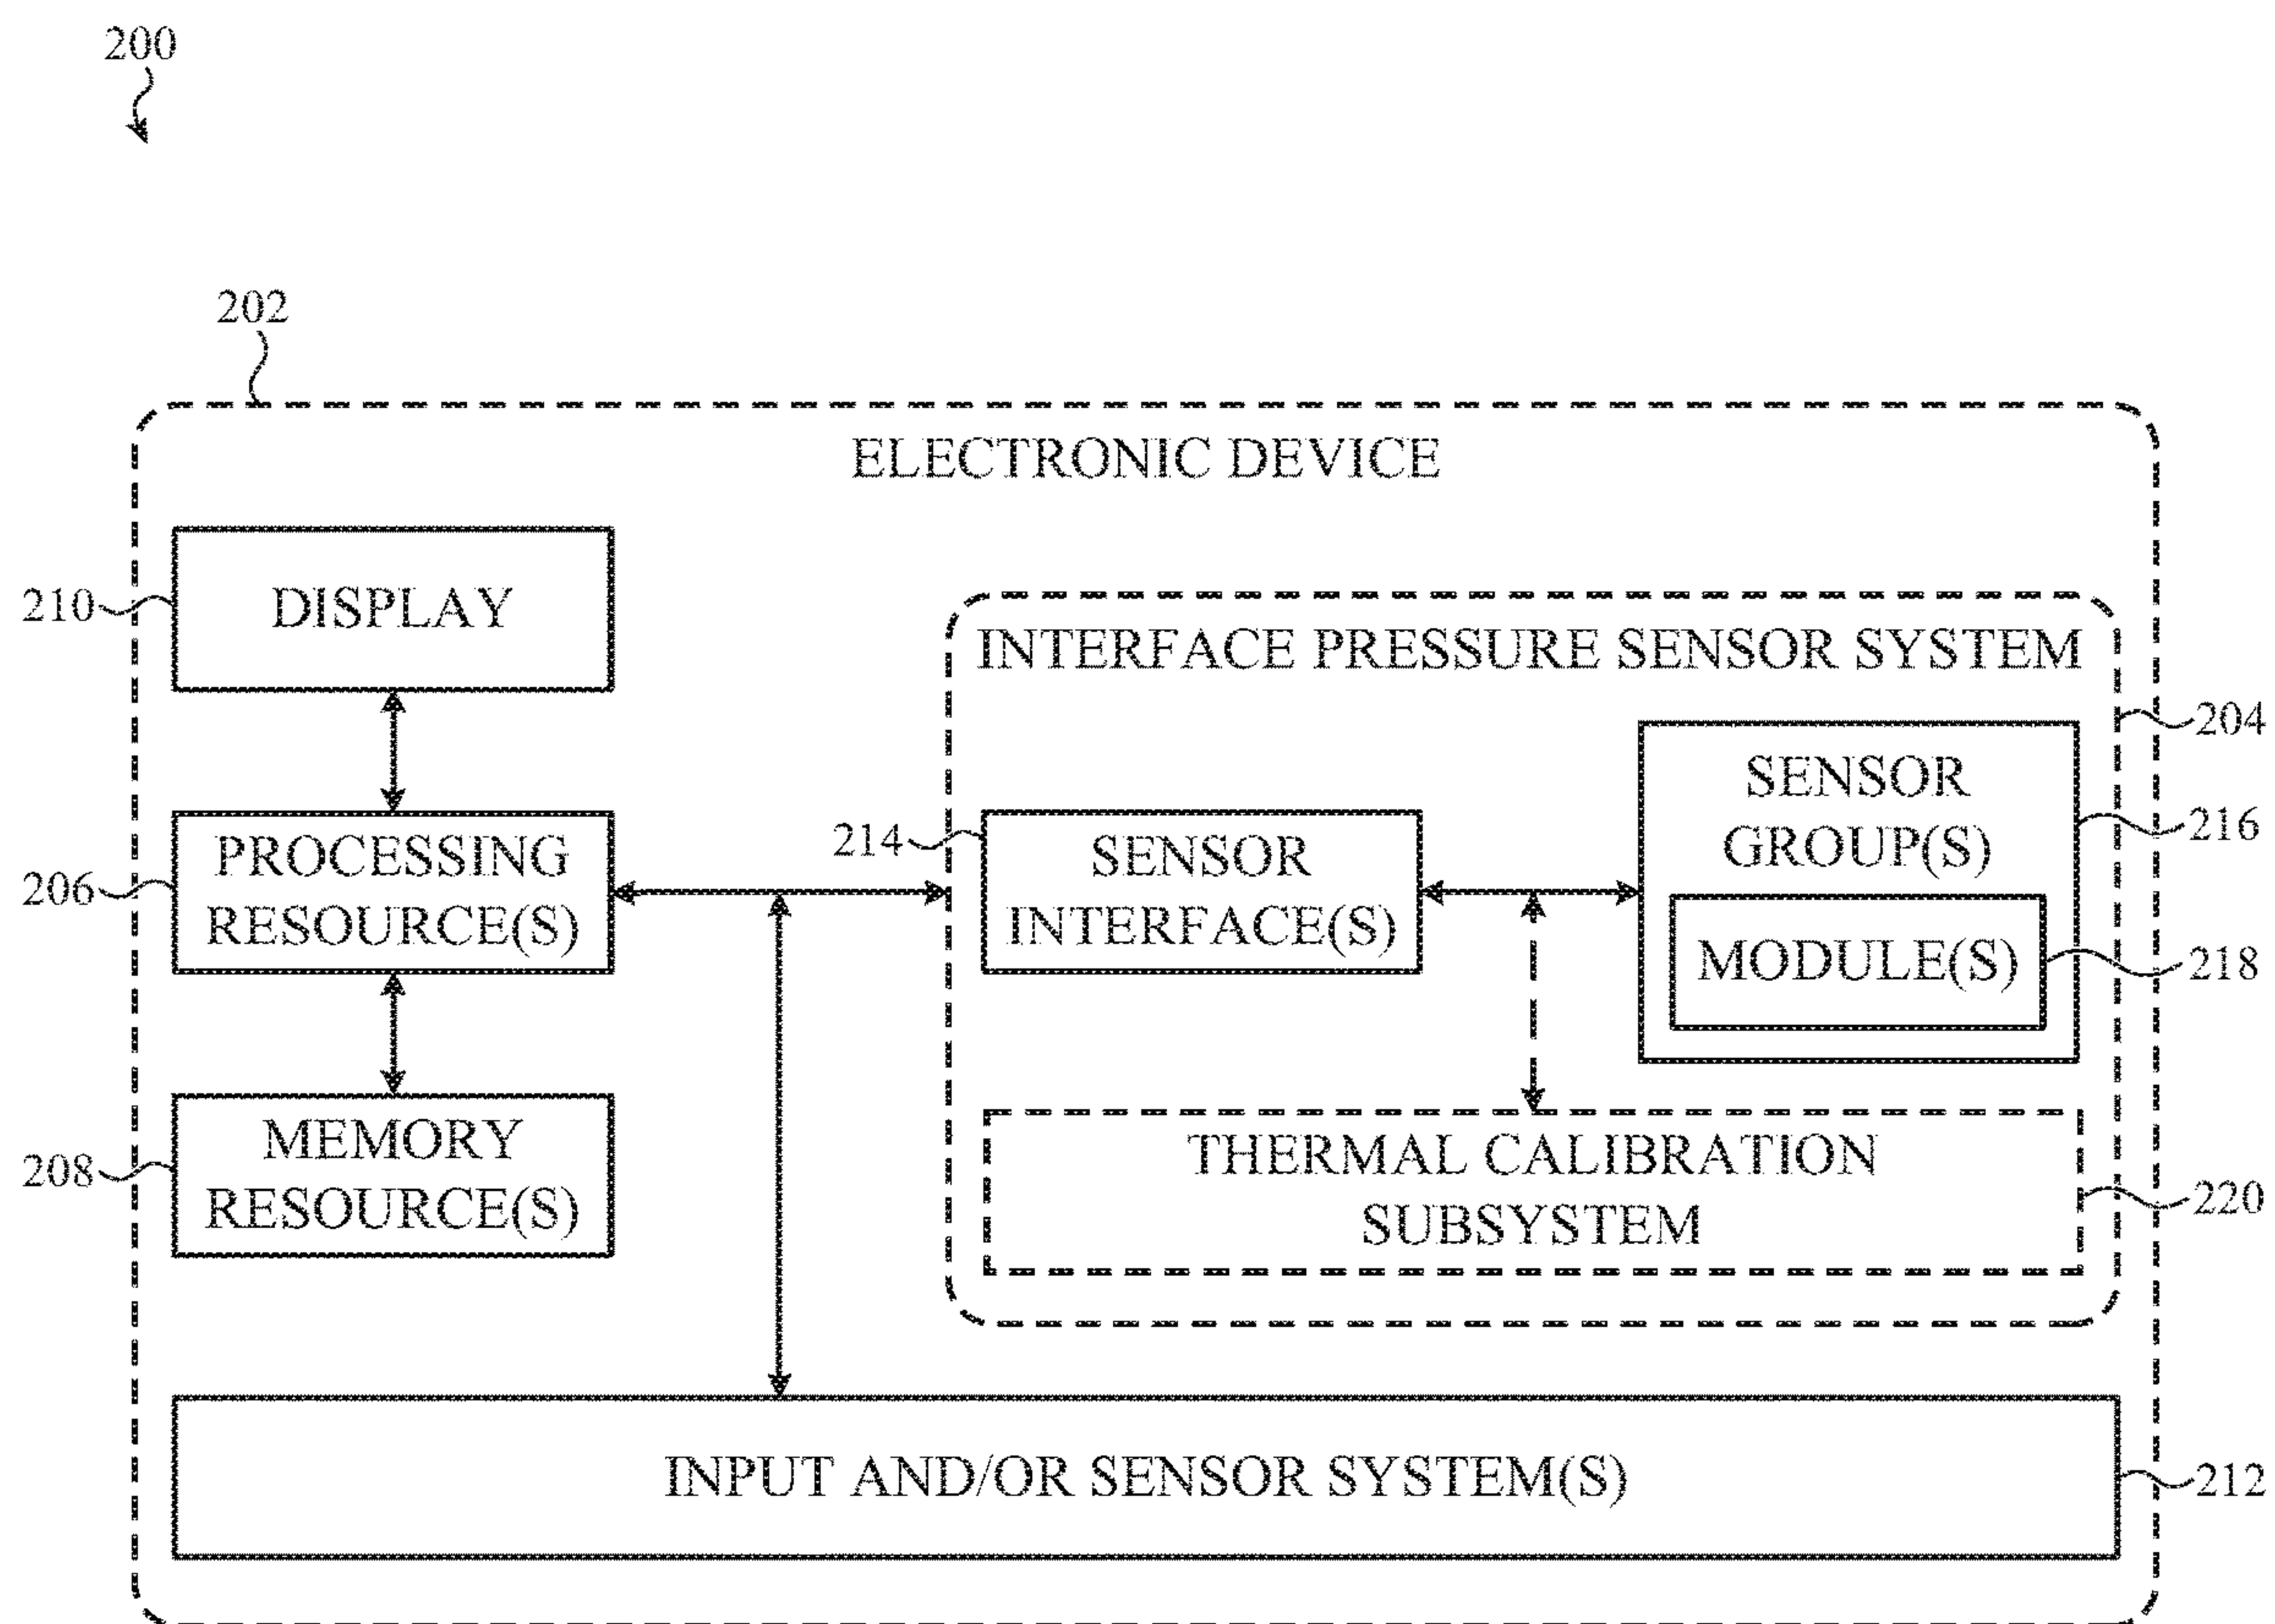 200
202
ELECTRONIC DEVICE
210
DISPLAY
INTERFACE PRESSURE SENSOR SYSTEM
204
206
PROCESSING
RESOURCE(S)
214
SENSOR
INTERFACE(S)
SENSOR
GROUP(S)
216
MODULE(S)
218
208
MEMORY
RESOURCE(S)
THERMAL CALIBRATION
SUBSYSTEM
220
INPUT AND/OR SENSOR SYSTEM(S)
212